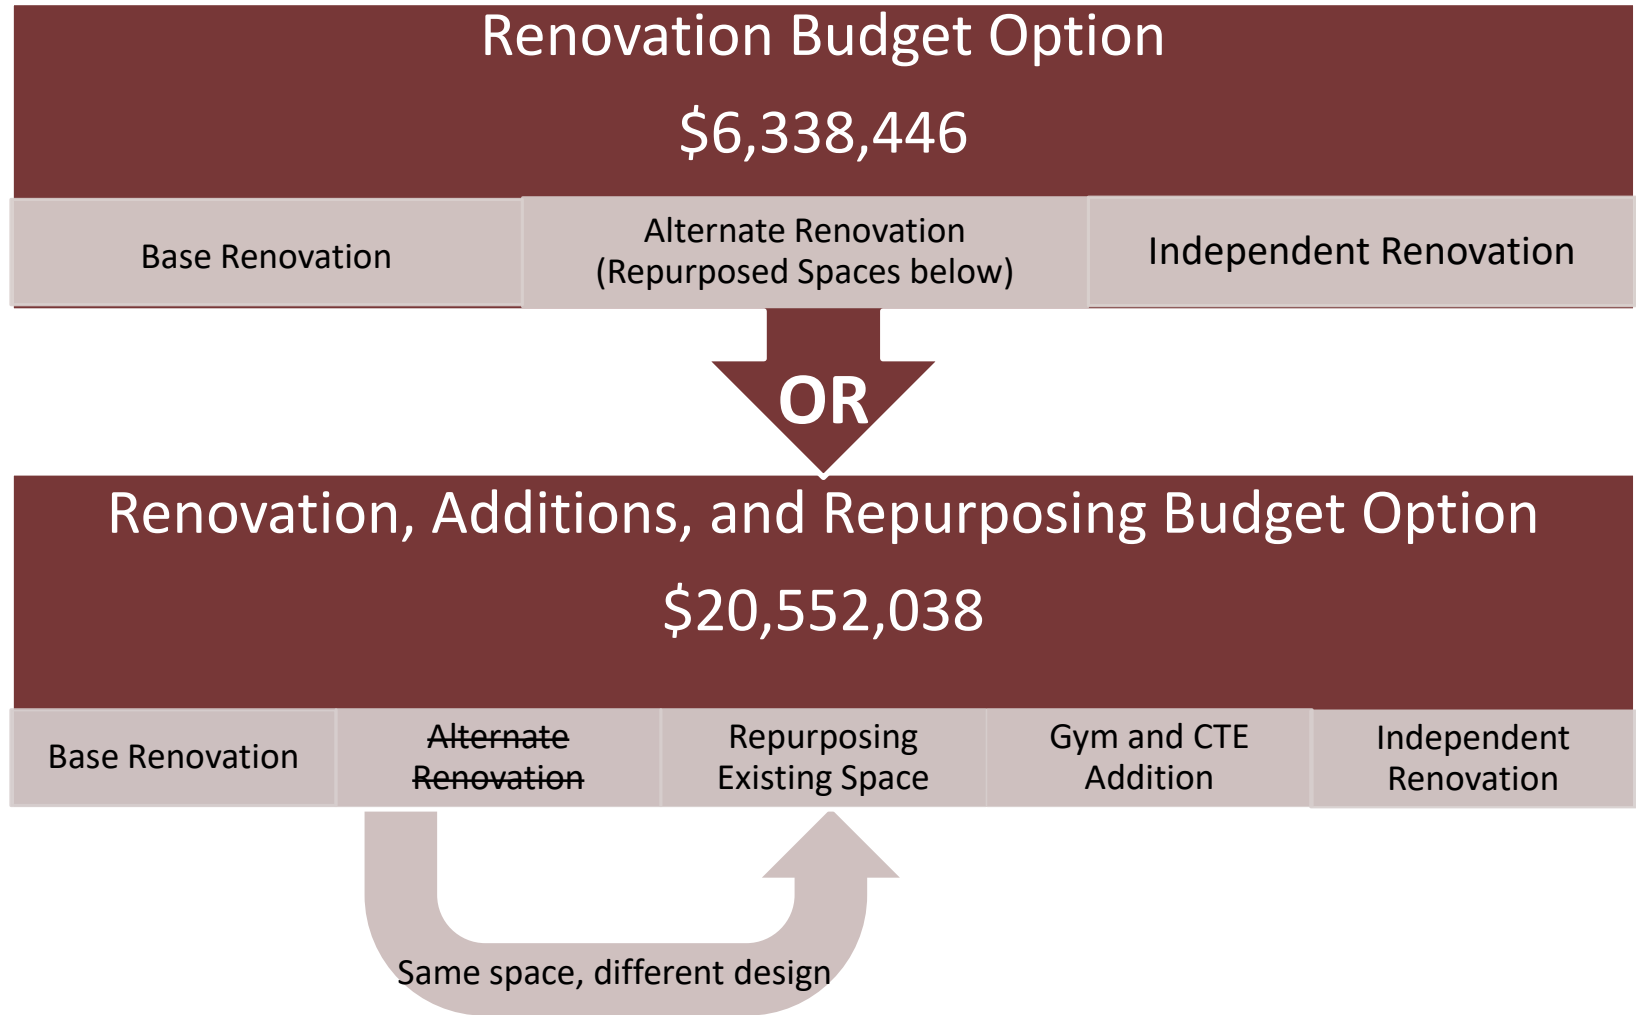 Renovation Budget Option
$6,338,446
Base Renovation
Alternate Renovation
(Repurposed Spaces below)
Independent Renovation
OR
Renovation, Additions, and Repurposing Budget Option
$20,552,038
Base Renovation
Alternate
Renovation
Repurposing
Existing Space
Gym and CTE
Addition
Independent
Renovation
Same space, different design